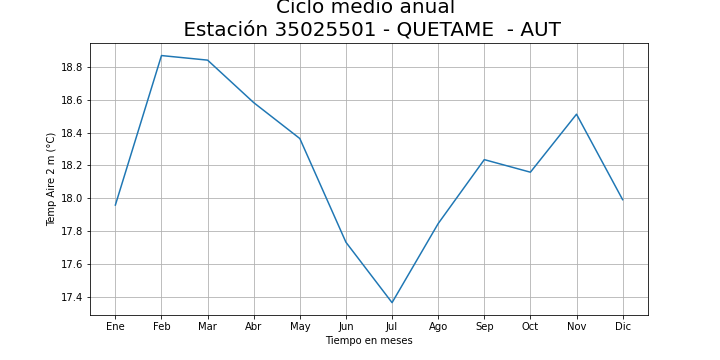 Ciclo medio anual
Estación 35025501 - QUETAME  - AUT
Temp Aire 2 m (°C)
18.8
18.6
18.4
18.2
18.0
17.8
17.6
17.4
Ene Feb Mar Abr May Jun Jul Ago Sep Oct Nov Dic
Tiempo en meses